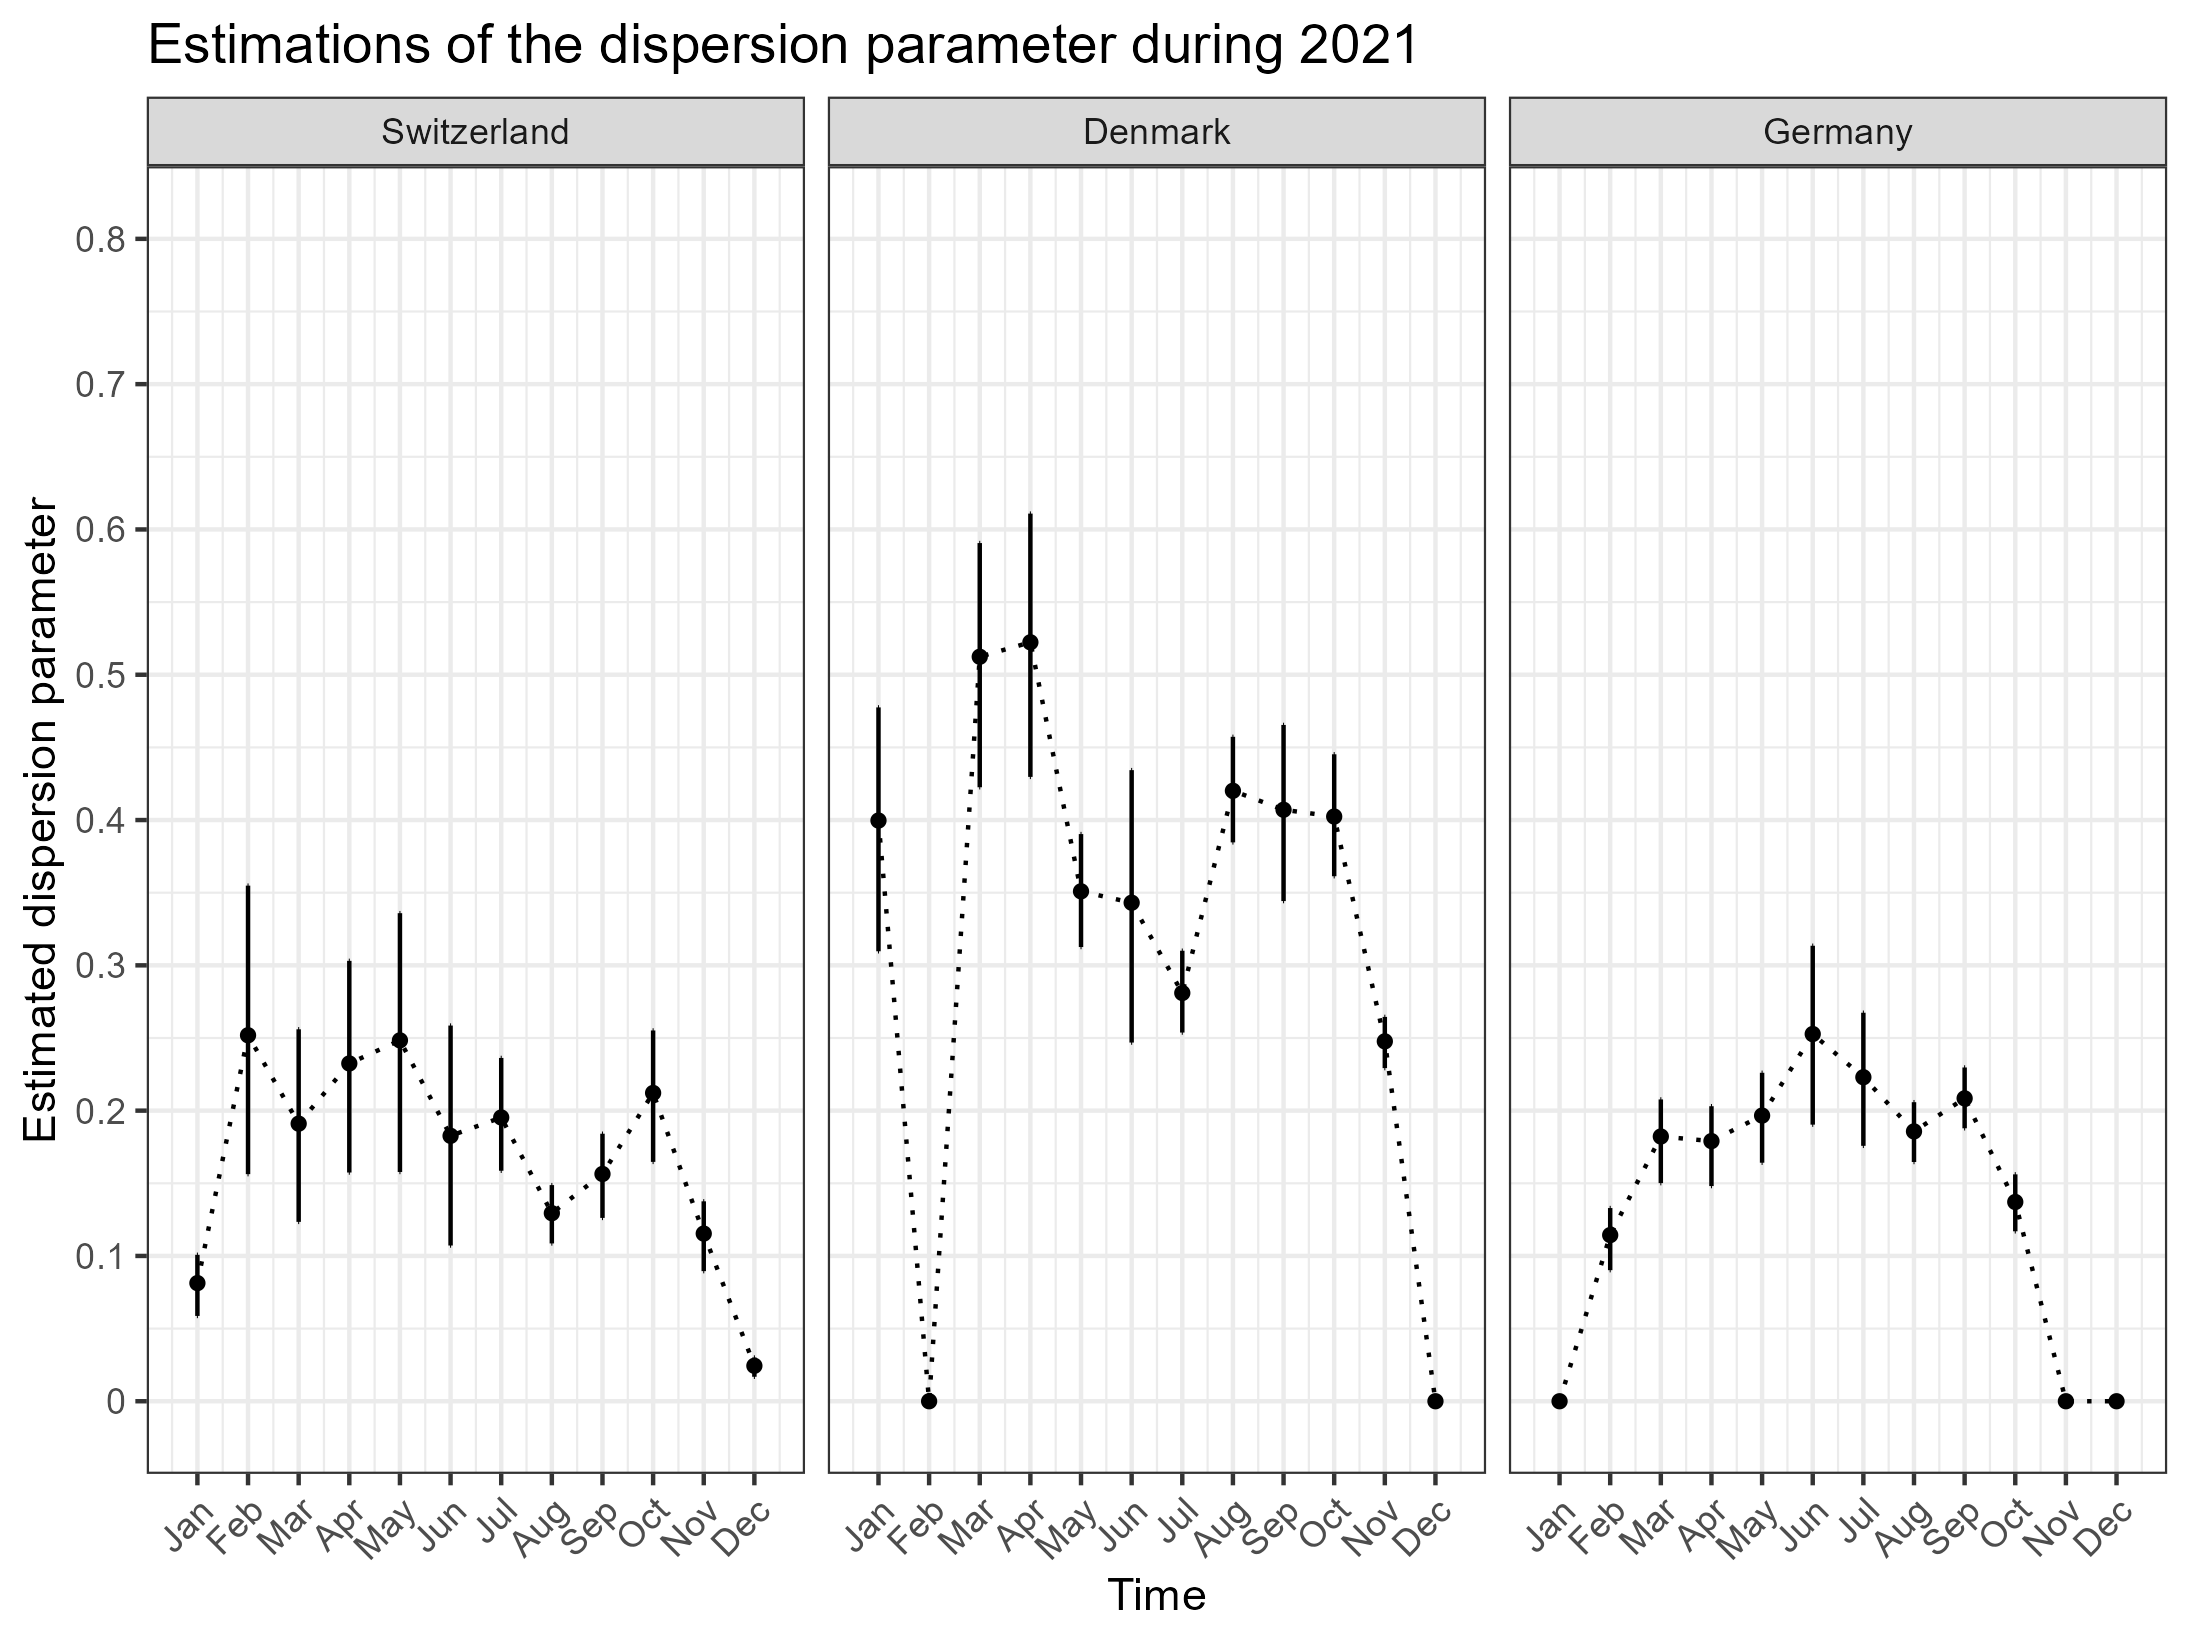 Estimations of the dispersion parameter during 2021
Switzerland
Denmark
Germany
Estimated dispersion parameter
0.8
0.7
0.6
0.5
0.4
0.3
0.2
0.1
0
Jan Feb Mar Apr May Jun Jul Aug Sep Oct Nov Dec
Jan Feb Mar Apr May Jun Jul Aug Sep Oct Nov Dec
Jan Feb Mar Apr May Jun Jul Aug Sep Oct Nov Dec
Time